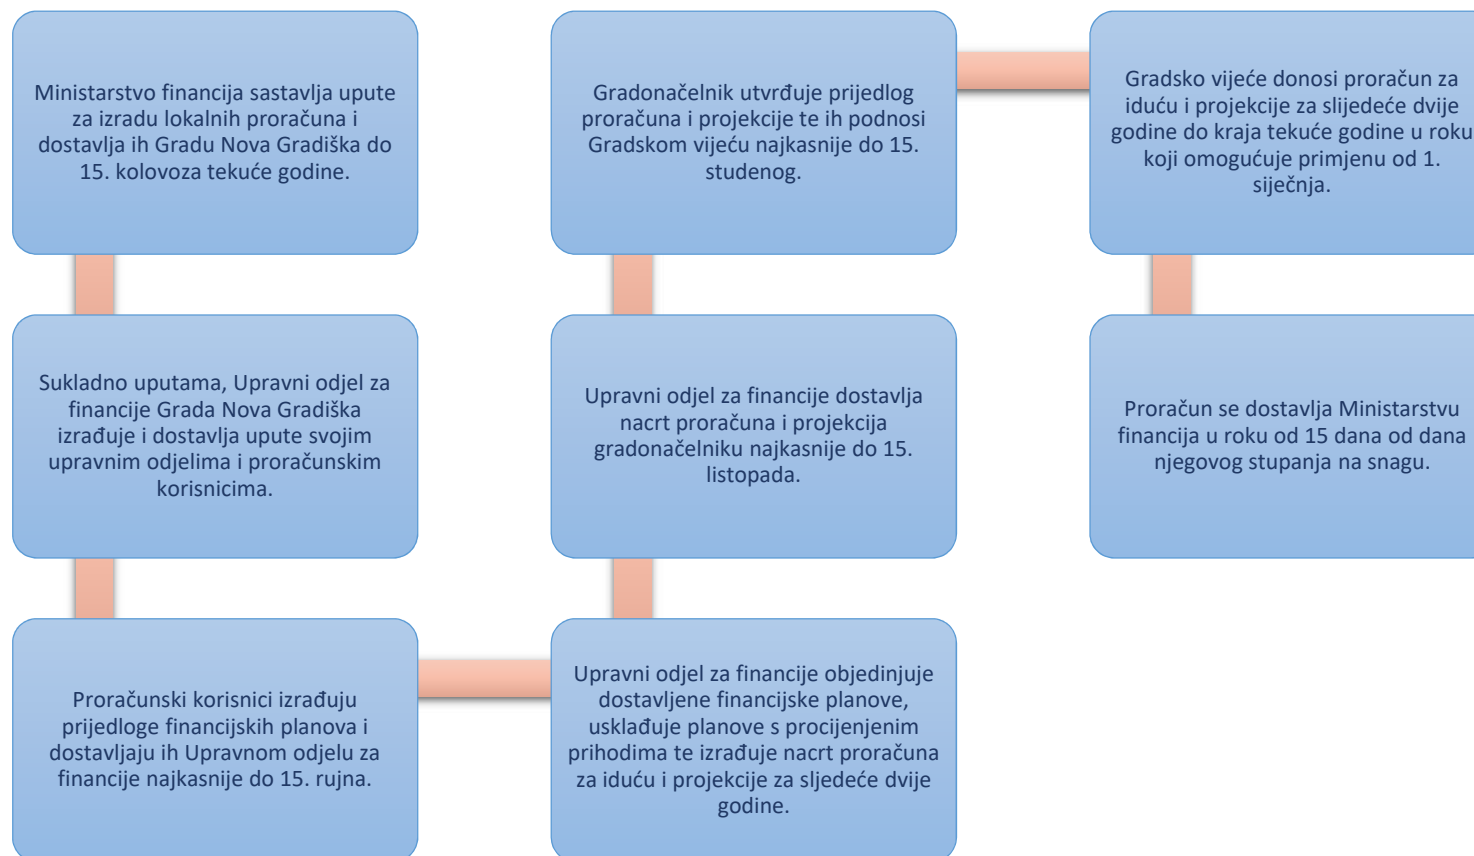 Ministarstvo financija sastavlja upute
za izradu lokalnih proračuna i
dostavlja ih Gradu Nova Gradiška do
15. kolovoza tekuće godine.
Sukladno uputama, Upravni odjel za
financije Grada Nova Gradiška
izrađuje i dostavlja upute svojim
upravnim odjelima i proračunskim
korisnicima.
Proračunski korisnici izrađuju
prijedloge financijskih planova i
dostavljaju ih Upravnom odjelu za
financije najkasnije do 15. rujna.
Upravni odjel za financije objedinjuje
dostavljene financijske planove,
usklađuje planove s procijenjenim
prihodima te izrađuje nacrt proračuna
za iduću i projekcije za sljedeće dvije
godine.
Upravni odjel za financije dostavlja
nacrt proračuna i projekcija
gradonačelniku najkasnije do 15.
listopada.
Gradonačelnik utvrđuje prijedlog
proračuna i projekcije te ih podnosi
Gradskom vijeću najkasnije do 15.
studenog.
Gradsko vijeće donosi proračun za
iduću i projekcije za slijedeće dvije
godine do kraja tekuće godine u roku
koji omogućuje primjenu od 1.
siječnja.
Proračun se dostavlja Ministarstvu
financija u roku od 15 dana od dana
njegovog stupanja na snagu.